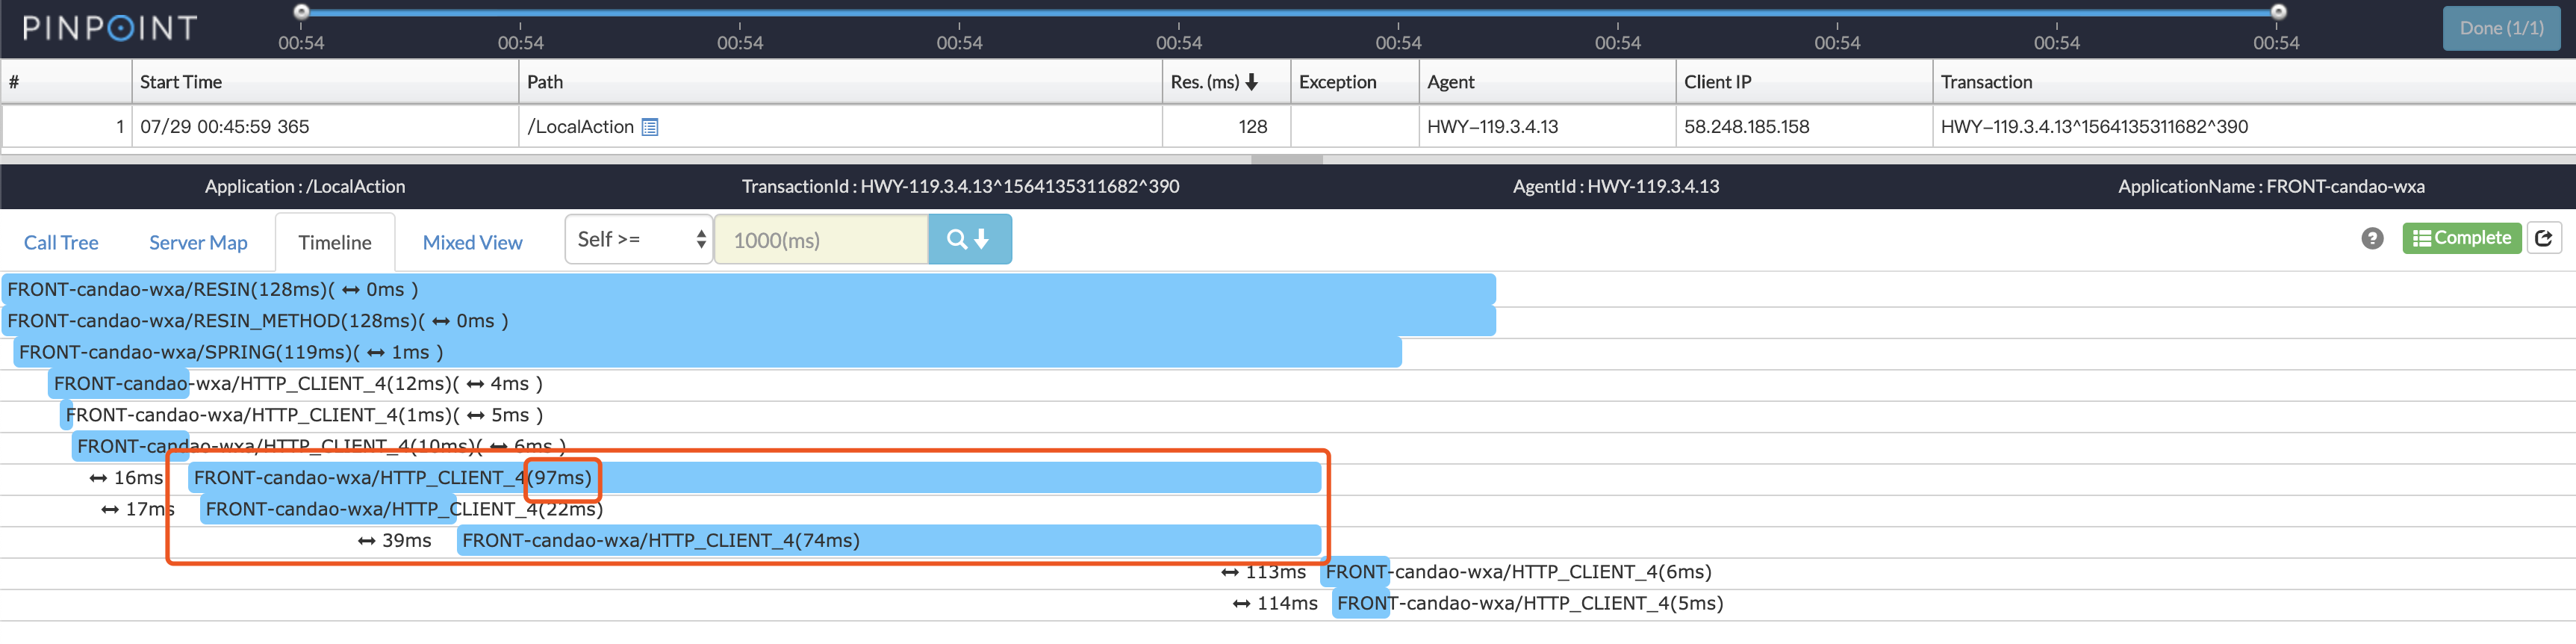 PINPOINT
00:54 00:54 00:54 00:54 00:54 00:54 00:54 00:54 00:54 00:54
Done (1/1)
# Start Time Path Res. (ms) Exception Agent Client IP Transaction
1 07/29 00:45:59 365 /LocalAction 128 HWY-119.3.4.13 58.248.185.158 HWY-119.3.4.13^1564135311682^390
Application : /LocalAction TransactionId : HWY-119.3.4.13^1564135311682^390 AgentId : HWY-119.3.4.13 ApplicationName : FRONT-candao-wxa
Call Tree Server Map Timeline Mixed View Self >= 1000(ms) ? Complete
FRONT-candao-wxa/RESIN(128ms)( ↔ 0ms )
FRONT-candao-wxa/RESIN_METHOD(128ms)( ↔ 0ms )
FRONT-candao-wxa/SPRING(119ms)( ↔ 1ms )
FRONT-candao-wxa/HTTP_CLIENT_4(12ms)( ↔ 4ms )
FRONT-candao-wxa/HTTP_CLIENT_4(1ms)( ↔ 5ms )
FRONT-candao-wxa/HTTP_CLIENT_4(10ms)( ↔ 6ms )
↔ 16ms FRONT-candao-wxa/HTTP_CLIENT_4(97ms)
↔ 17ms FRONT-candao-wxa/HTTP_CLIENT_4(22ms)
↔ 39ms FRONT-candao-wxa/HTTP_CLIENT_4(74ms)
↔ 113ms FRONT-candao-wxa/HTTP_CLIENT_4(6ms)
↔ 114ms FRONT-candao-wxa/HTTP_CLIENT_4(5ms)